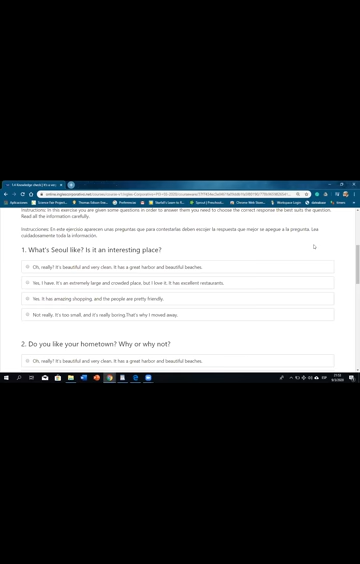 Instructions: In this exercise you are given some questions in order to answer them you need to choose the correct response the best suits the question.
Read all the information carefully.
Instrucciones: En este ejercicio aparecen unas preguntas que para contestarlas deben escojer la respuesta que mejor se apegue a la pregunta. Lea
cuidadosamente toda la información.
1. What's Seoul like? Is it an interesting place?
Oh, really? It's beautiful and very clean. It has a great harbor and beautiful beaches.
Yes, I have. It's an extremely large and crowded place, but I love it. It has excellent restaurants.
Yes. It has amazing shopping, and the people are pretty friendly.
Not really. It's too small, and it's really boring.That's why I moved away.
2. Do you like your hometown? Why or why not?
Oh, really? It's beautiful and very clean. It has a great harbor and beautiful beaches.